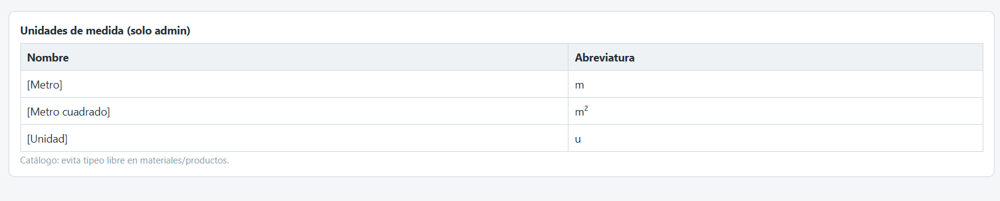 Unidades de medida (solo admin)
Nombre Abreviatura
[Metro] m
[Metro cuadrado] m²
[Unidad] u
Catálogo: evita tipeo libre en materiales/productos.